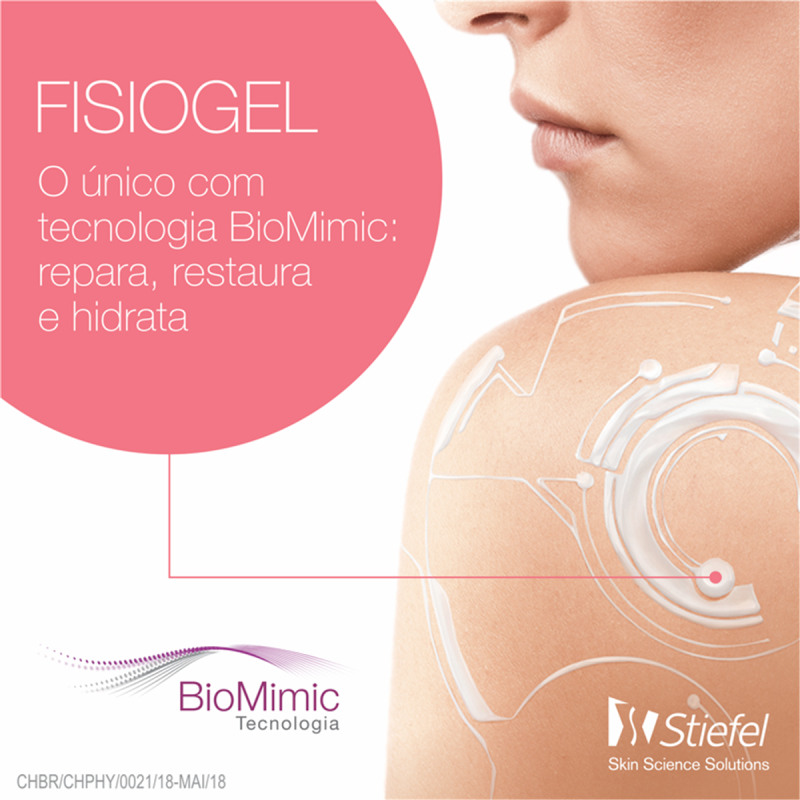 FISIOGEL
O único com
tecnologia BioMimic:
repara, restaura
e hidrata
BioMimic
Tecnologia
Stiefel
Skin Science Solutions
CHBR/CHPHY/0021/18-MAI/18